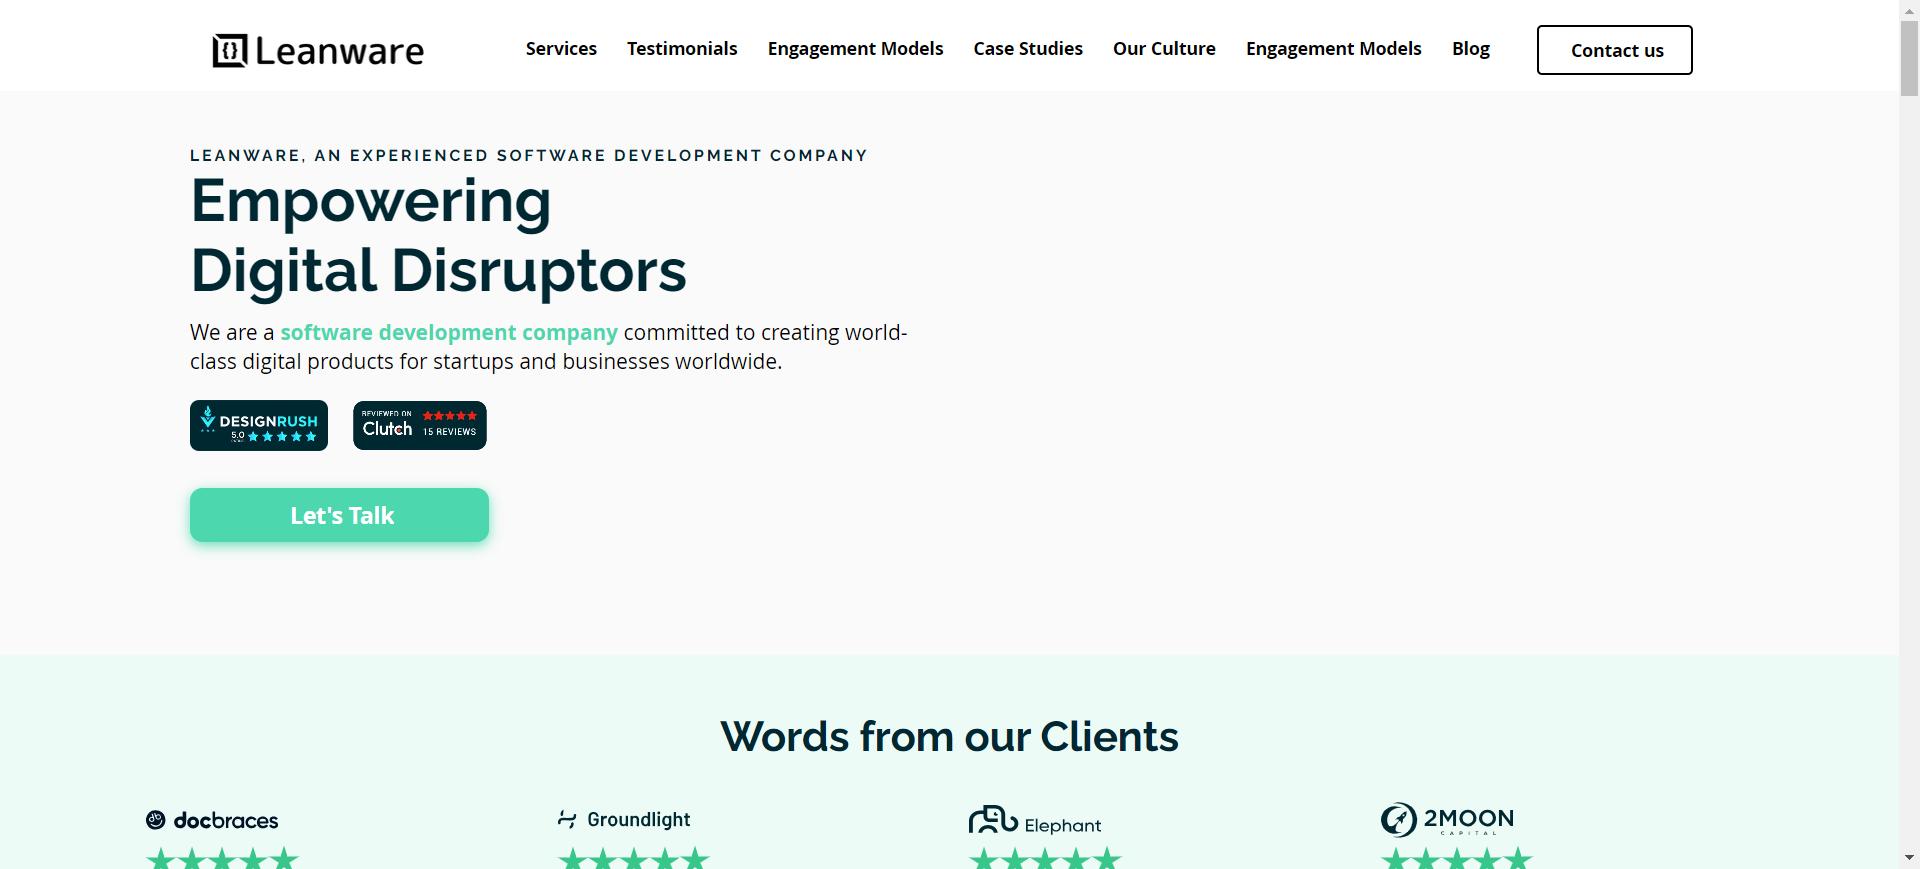 Leanware
Services Testimonials Engagement Models Case Studies Our Culture Engagement Models Blog Contact us
LEANWARE, AN EXPERIENCED SOFTWARE DEVELOPMENT COMPANY
Empowering
Digital Disruptors
We are a software development company committed to creating world-
class digital products for startups and businesses worldwide.
DESIGNRUSH
5.0
REVIEWED ON
Clutch
15 REVIEWS
Let's Talk
Words from our Clients
docbraces
Groundlight
Elephant
2MOON
CAPITAL